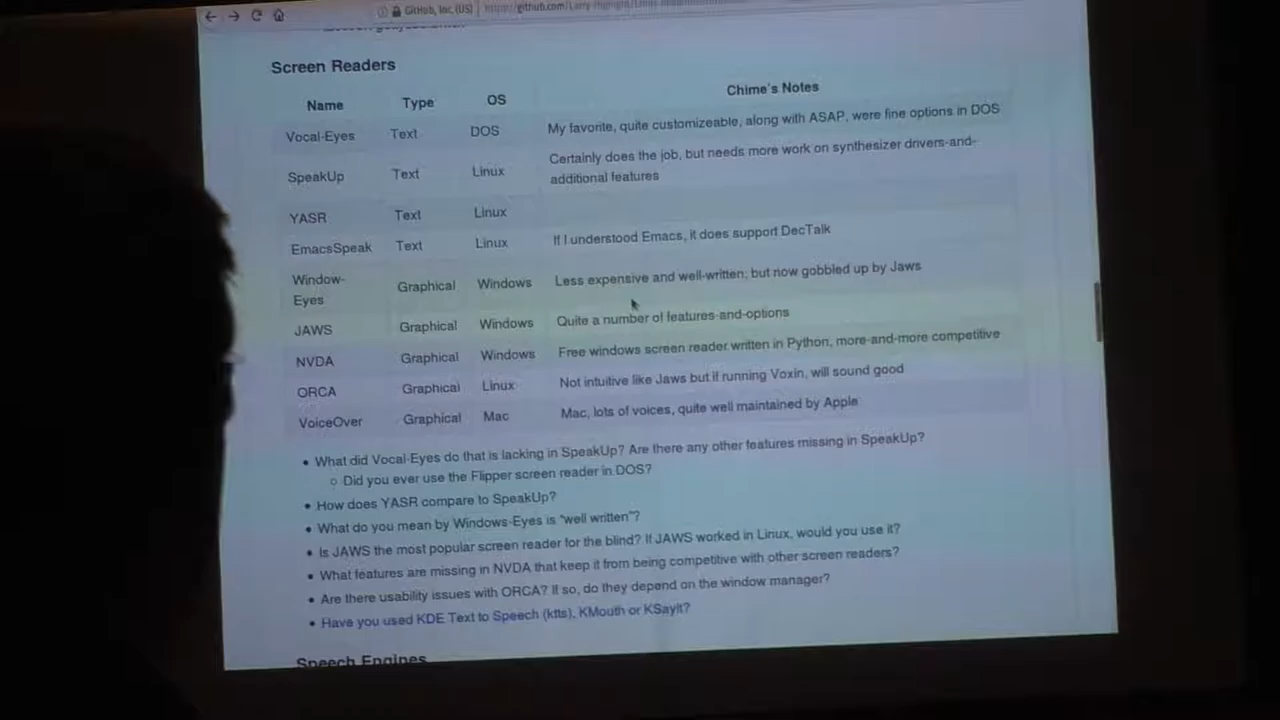 GitHub, Inc. (US)
Screen Readers
Name Type OS Chime's Notes
Vocal-Eyes Text DOS My favorite, quite customizeable, along with ASAP, were fine options in DOS
SpeakUp Text Linux Certainly does the job, but needs more work on synthesizer drivers-and-
additional features
YASR Text Linux
EmacsSpeak Text Linux If I understood Emacs, it does support DecTalk
Window-
Eyes Graphical Windows Less expensive and well-written, but now gobbled up by Jaws
JAWS Graphical Windows Quite a number of features-and-options
NVDA Graphical Windows Free windows screen reader written in Python, more-and-more competitive
ORCA Graphical Linux Not intuitive like Jaws but if running Voxin, will sound good
VoiceOver Graphical Mac Mac, lots of voices, quite well maintained by Apple
• What did Vocal-Eyes do that is lacking in SpeakUp? Are there any other features missing in SpeakUp?
○ Did you ever use the Flipper screen reader in DOS?
• How does YASR compare to SpeakUp?
• What do you mean by Windows-Eyes is "well written"?
• Is JAWS the most popular screen reader for the blind? If JAWS worked in Linux, would you use it?
• What features are missing in NVDA that keep it from being competitive with other screen readers?
• Are there usability issues with ORCA? If so, do they depend on the window manager?
• Have you used KDE Text to Speech (ktts), KMouth or KSayIt?
Speech Engines